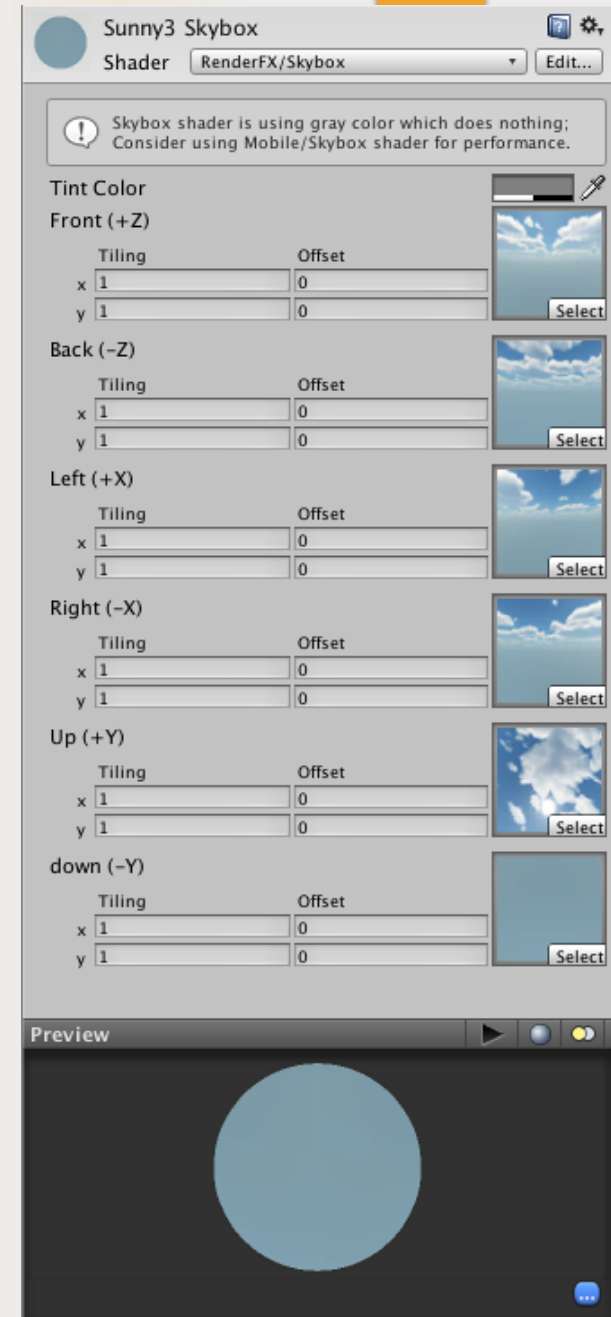 Sunny3 Skybox
Shader RenderFX/Skybox Edit...
Skybox shader is using gray color which does nothing;
Consider using Mobile/Skybox shader for performance.
Tint Color
Front (+Z)
Tiling Offset
x 1 0
y 1 0
Select
Back (-Z)
Tiling Offset
x 1 0
y 1 0
Select
Left (+X)
Tiling Offset
x 1 0
y 1 0
Select
Right (-X)
Tiling Offset
x 1 0
y 1 0
Select
Up (+Y)
Tiling Offset
x 1 0
y 1 0
Select
down (-Y)
Tiling Offset
x 1 0
y 1 0
Select
Preview